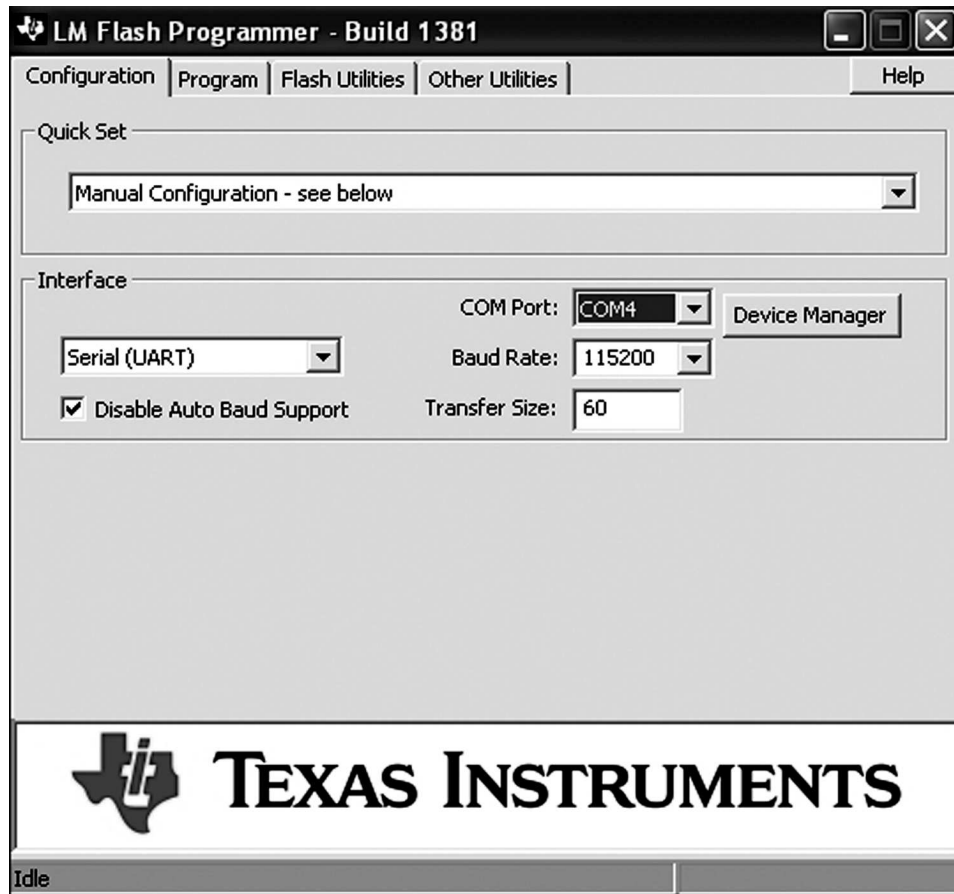 LM Flash Programmer - Build 1381
Configuration Program Flash Utilities Other Utilities Help
Quick Set
Manual Configuration - see below
Interface
COM Port: COM4 Device Manager
Serial (UART) Baud Rate: 115200
Disable Auto Baud Support Transfer Size: 60
TEXAS INSTRUMENTS
Idle